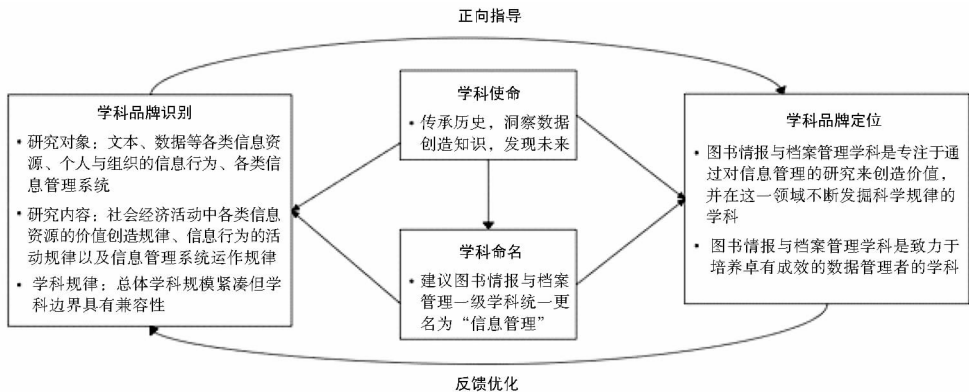 正向指导
学科品牌识别
• 研究对象：文本、数据等各类信息资
源、个人与组织的信息行为、各类信
息管理系统
• 研究内容：社会经济活动中各类信息
资源的价值创造规律、信息行为的活
动规律以及信息管理系统运作规律
• 学科规律：总体学科规模紧凑但学
科边界具有兼容性
学科使命
• 传承历史，洞察数据
创造知识，发现未来
学科命名
• 建议图书情报与档案
管理一级学科统一更
名为“信息管理”
学科品牌定位
• 图书情报与档案管理学科是专注于通
过对信息管理的研究来创造价值，
并在这一领域不断发掘科学规律的
学科
• 图书情报与档案管理学科是致力于
培养卓有成效的数据管理者的学科
反馈优化